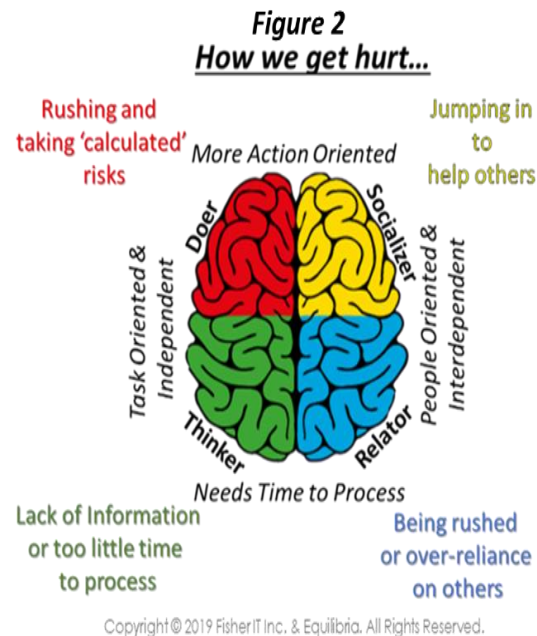 Figure 2
How we get hurt...
Rushing and
taking 'calculated'
risks
Jumping in
to
help others
More Action Oriented
Doer
Socializer
Task Oriented &
Independent
People Oriented &
Interdependent
Thinker
Relator
Needs Time to Process
Lack of Information
or too little time
to process
Being rushed
or over-reliance
on others
Copyright © 2019 FisherIT Inc. & Equilibria. All Rights Reserved.